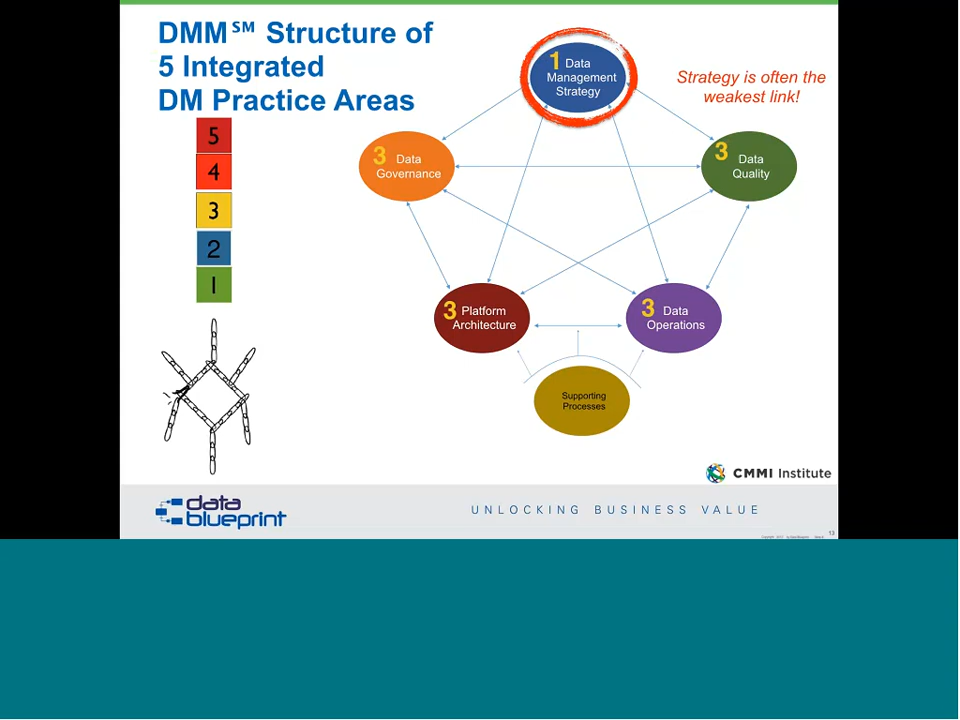 DMM℠ Structure of
5 Integrated
DM Practice Areas
5
4
3
2
1
1 Data
Management
Strategy
Strategy is often the
weakest link!
3 Data
Governance
3 Data
Quality
3 Platform
Architecture
3 Data
Operations
Supporting
Processes
CMMI Institute
data
blueprint
UNLOCKING BUSINESS VALUE
13